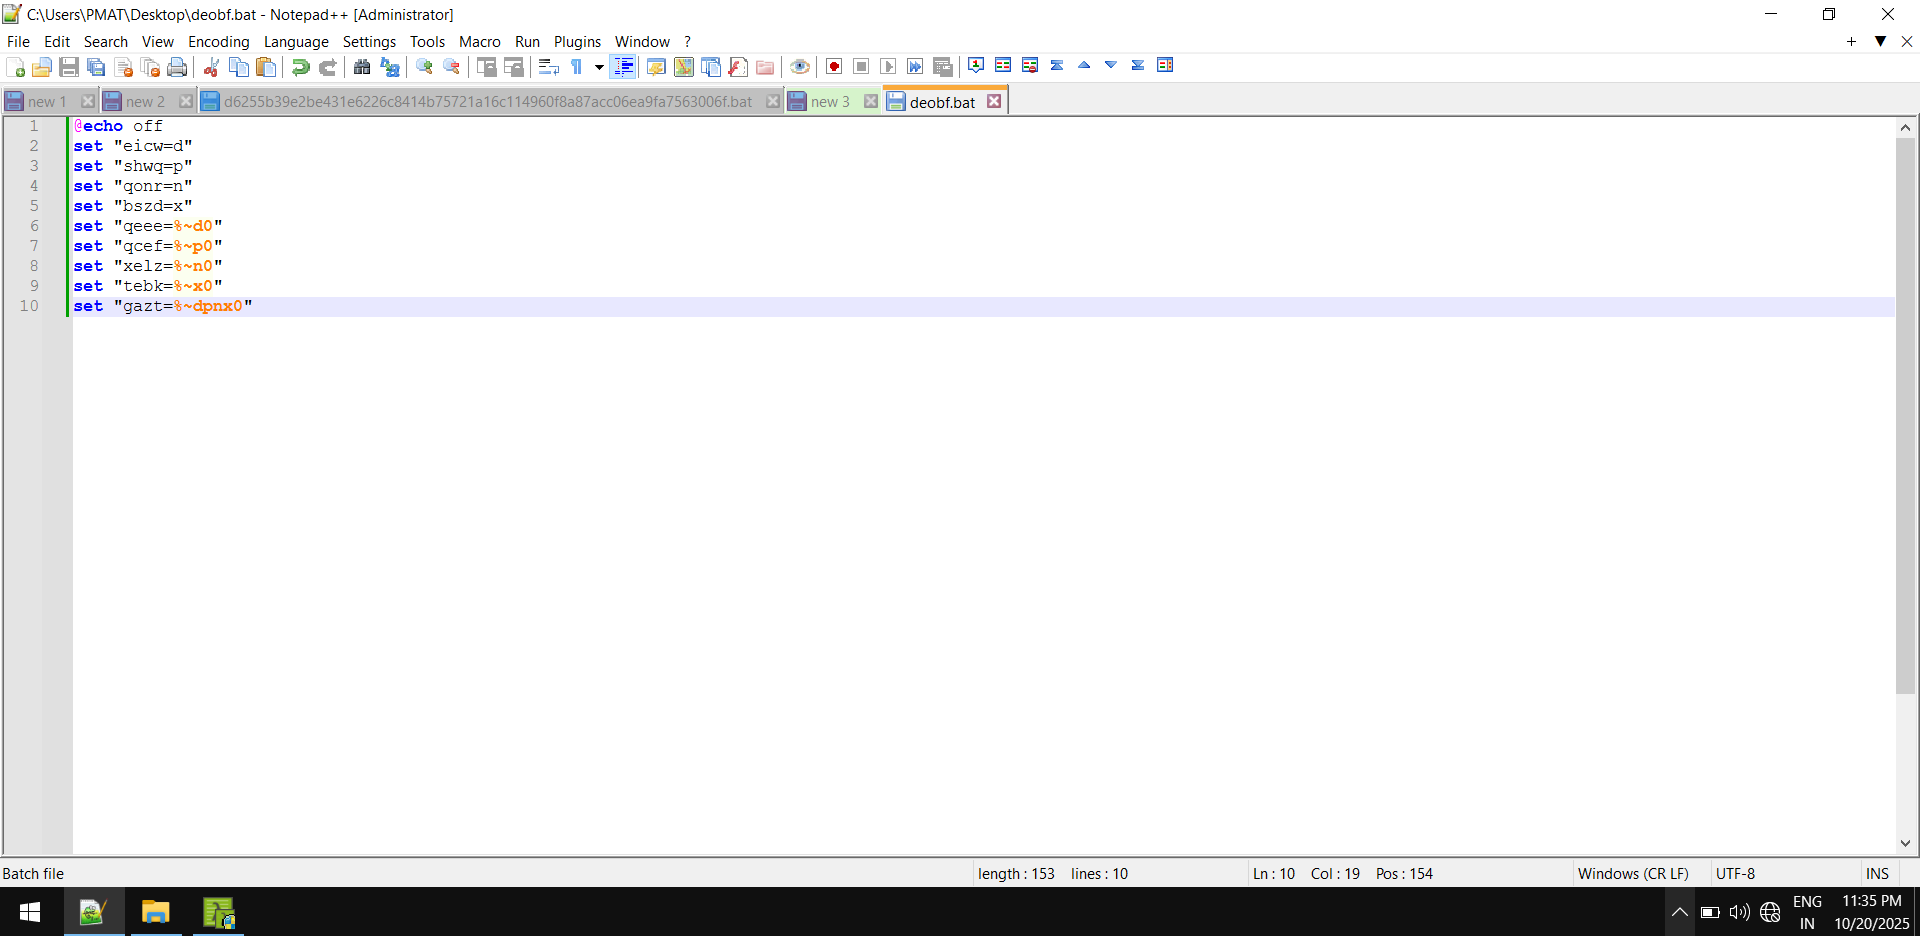 C:\Users\PMAT\Desktop\deobf.bat - Notepad++ [Administrator]
File Edit Search View Encoding Language Settings Tools Macro Run Plugins Window ?
new 1 new 2 d6255b39e2be431e6226c8414b75721a16c114960f8a87acc06ea9fa7563006f.bat new 3 deobf.bat
1 @echo off
2 set "eicw=d"
3 set "shwq=p"
4 set "qonr=n"
5 set "bszd=x"
6 set "qeee=%~d0"
7 set "qcef=%~p0"
8 set "xelz=%~n0"
9 set "tebk=%~x0"
10 set "gazt=%~dpnx0"
Batch file length : 153 lines : 10 Ln : 10 Col : 19 Pos : 154 Windows (CR LF) UTF-8 INS
ENG 11:35 PM
IN 10/20/2025